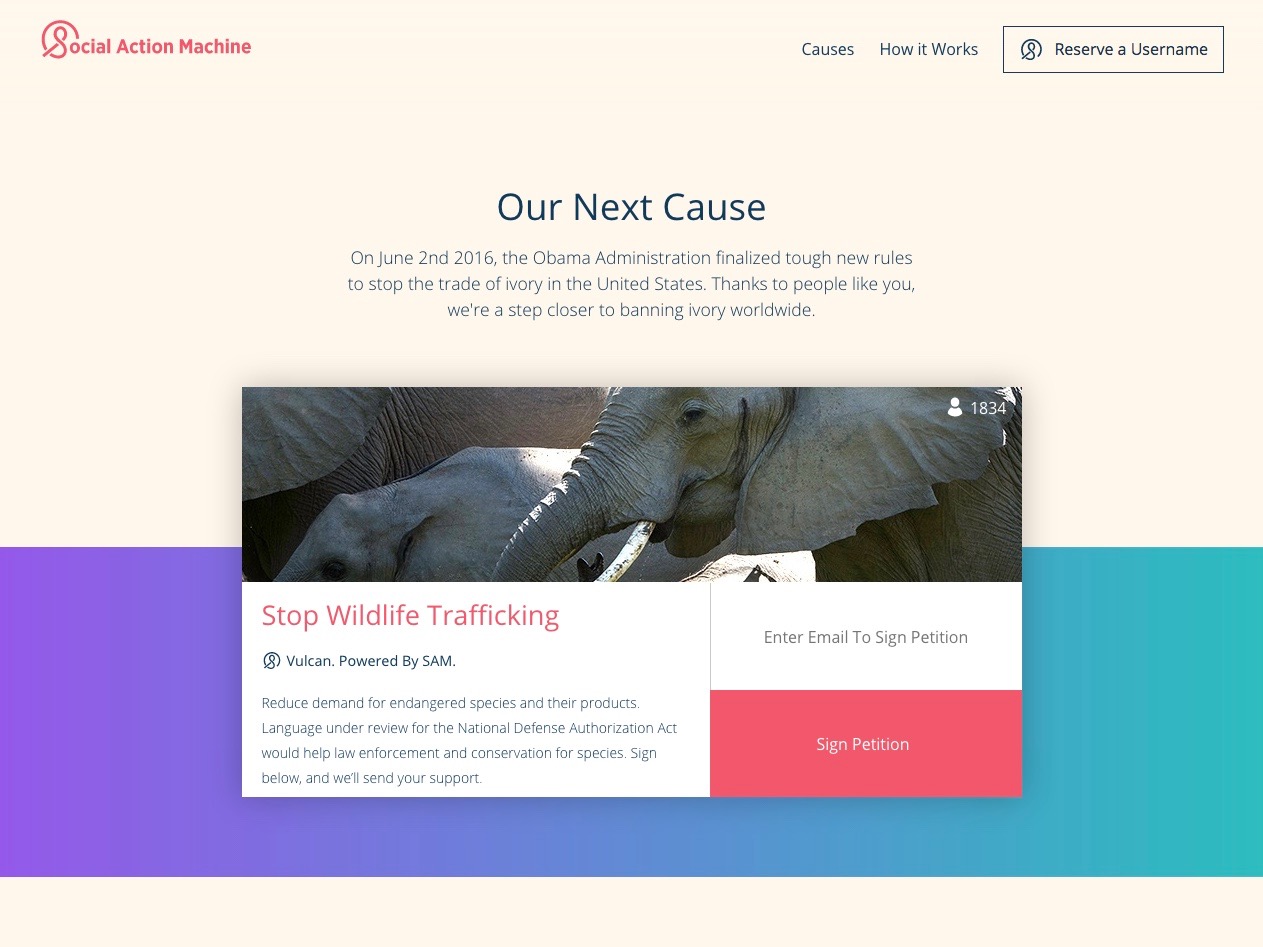 Social Action Machine
Causes
How it Works
Reserve a Username
Our Next Cause
On June 2nd 2016, the Obama Administration finalized tough new rules
to stop the trade of ivory in the United States. Thanks to people like you,
we're a step closer to banning ivory worldwide.
1834
Stop Wildlife Trafficking
Vulcan. Powered By SAM.
Reduce demand for endangered species and their products.
Language under review for the National Defense Authorization Act
would help law enforcement and conservation for species. Sign
below, and we’ll send your support.
Enter Email To Sign Petition
Sign Petition